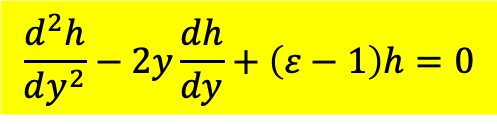 d²h/dy² − 2y dh/dy + (ε − 1)h = 0